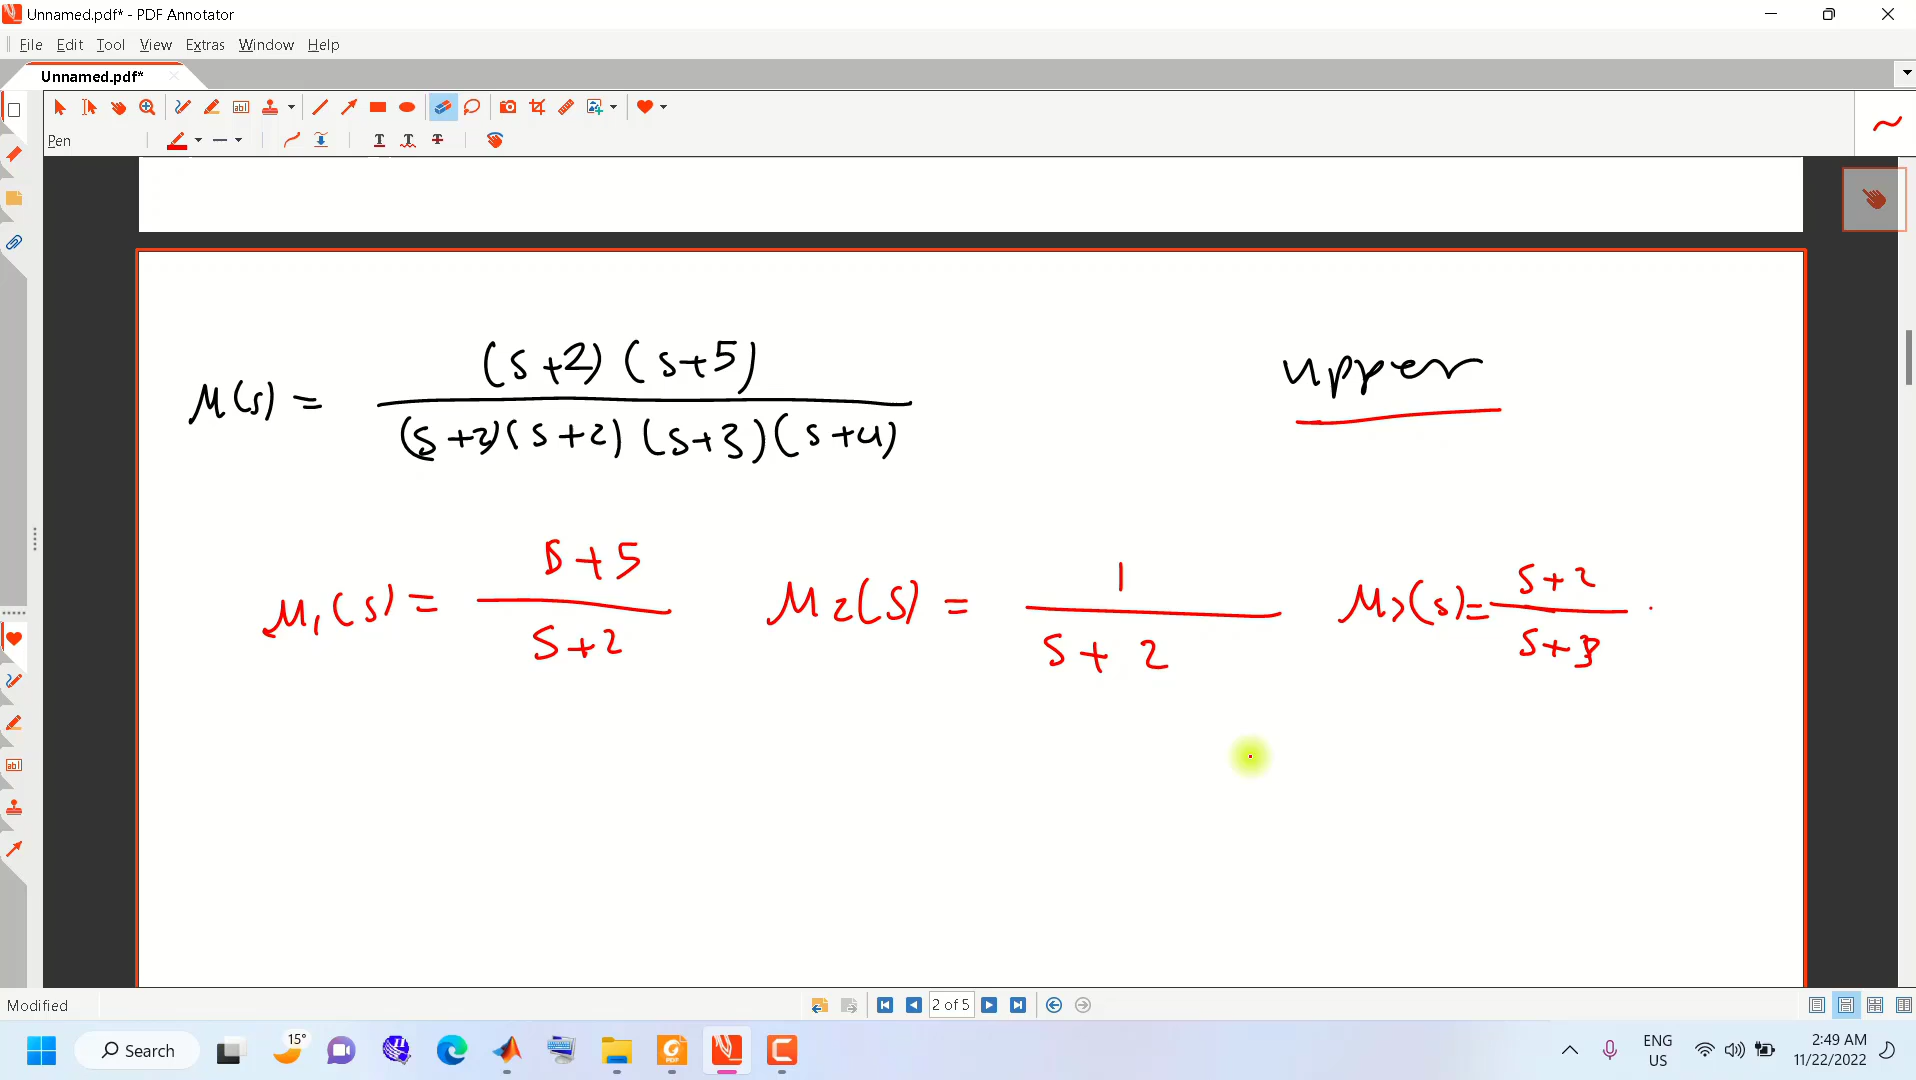 Unnamed.pdf* - PDF Annotator
File Edit Tool View Extras Window Help
Unnamed.pdf*
Pen
M(s) = (s+2) (s+5)
(s+2)(s+2) (s+3)(s+4)
upper
M1(s) = s+5
s+2
M2(s) = 1
s+2
M3(s) = s+2
s+3
Modified
2 of 5
15°
Search
ENG
US
2:49 AM
11/22/2022